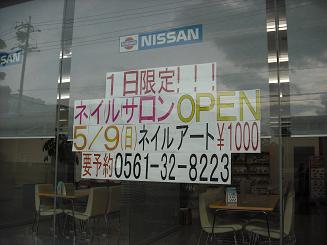 NISSAN
NISSAN
1日限定!!!
ネイルサロンOPEN
5/9(日)ネイルアート¥1000
要予約0561-32-8223